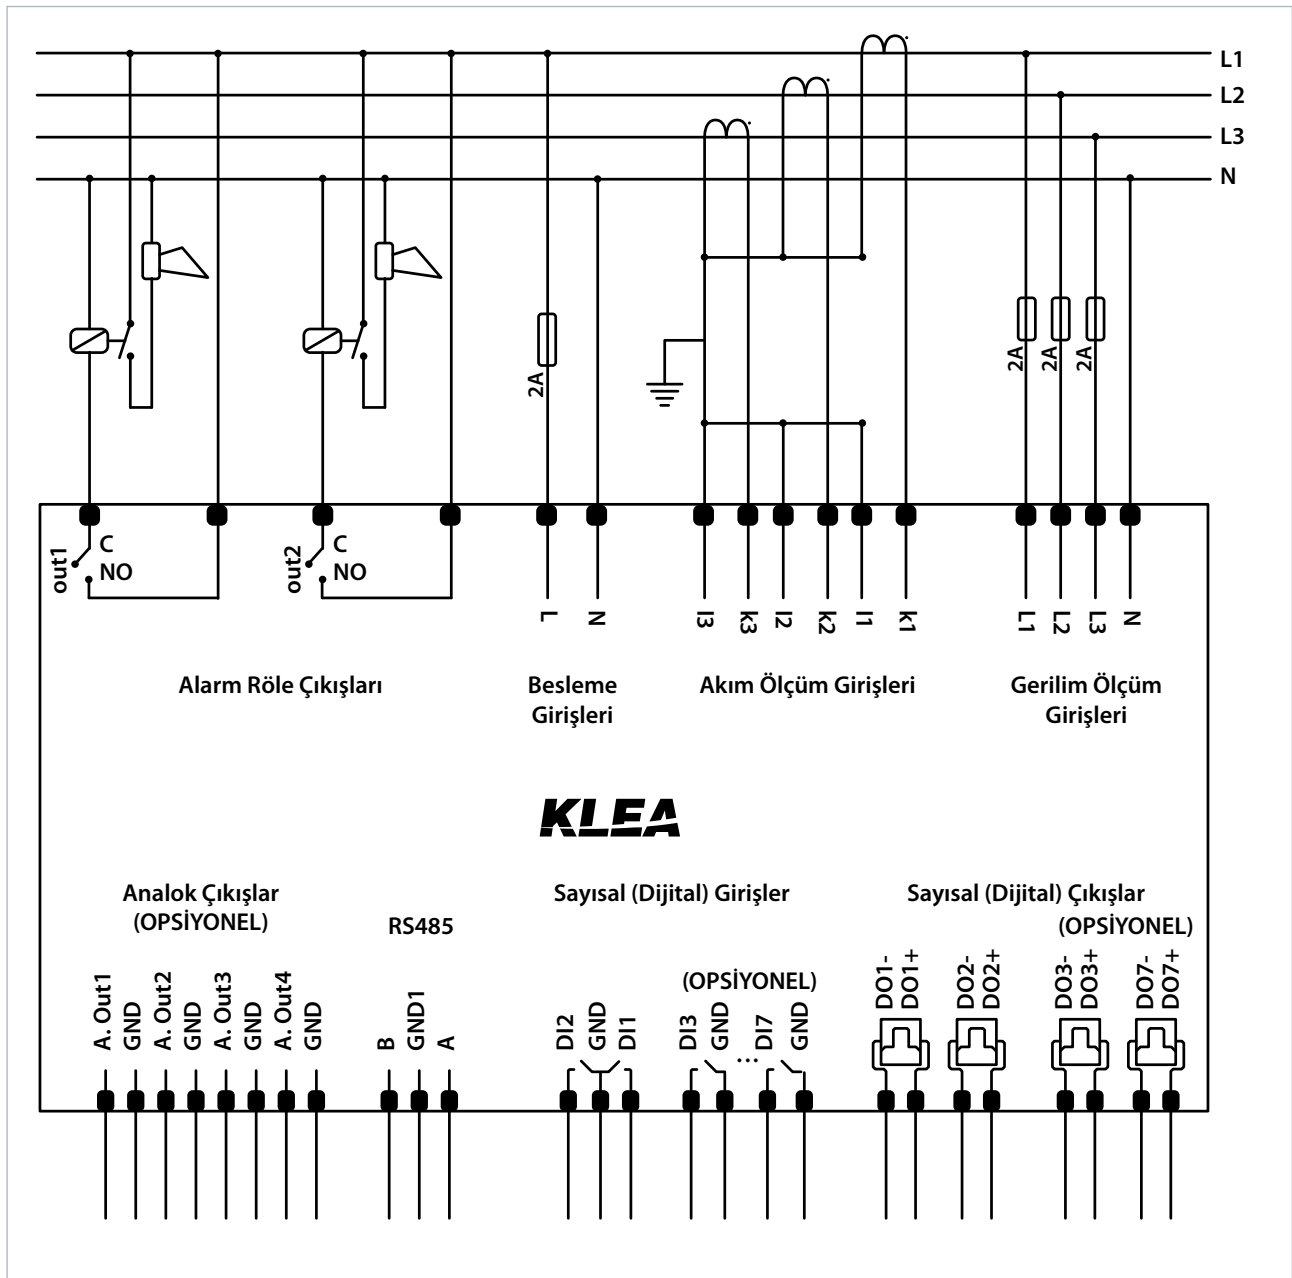 L1
L2
L3
N
2A
2A
2A
2A
out1
C
NO
out2
C
NO
L
N
l3
k3
l2
k2
l1
k1
L1
L2
L3
N
Alarm Röle Çıkışları
Besleme
Girişleri
Akım Ölçüm Girişleri
Gerilim Ölçüm
Girişleri
KLEA
Analok Çıkışlar
(OPSİYONEL)
RS485
Sayısal (Dijital) Girişler
(OPSİYONEL)
Sayısal (Dijital) Çıkışlar
(OPSİYONEL)
A. Out1
GND
A. Out2
GND
A. Out3
GND
A. Out4
GND
B
GND1
A
DI2
GND
DI1
DI3
GND
...
DI7
GND
DO1-
DO1+
DO2-
DO2+
DO3-
DO3+
DO7-
DO7+